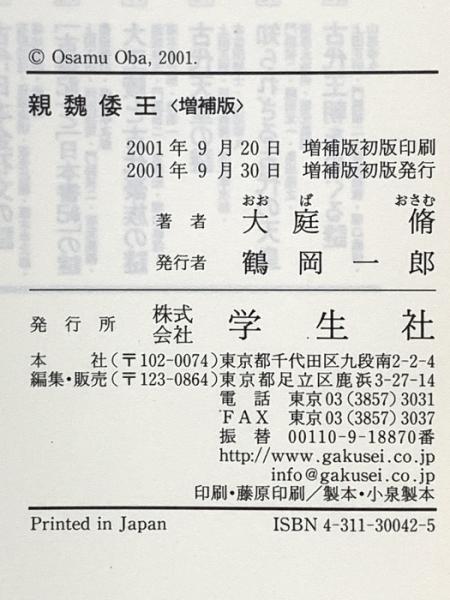 © Osamu Oba, 2001.
親魏倭王〈増補版〉
2001年9月20日 増補版初版印刷
2001年9月30日 増補版初版発行
おお ば おさむ
著者 大庭 脩
発行者 鶴岡一郎
発行所 株式会社 学生社
本社(〒102-0074)東京都千代田区九段南2-2-4
編集・販売(〒123-0864)東京都足立区鹿浜3-27-14
電話 東京03(3857)3031
FAX 東京03(3857)3037
振替 00110-9-18870番
http://www.gakusei.co.jp
info@gakusei.co.jp
印刷・藤原印刷/製本・小泉製本
Printed in Japan ISBN 4-311-30042-5